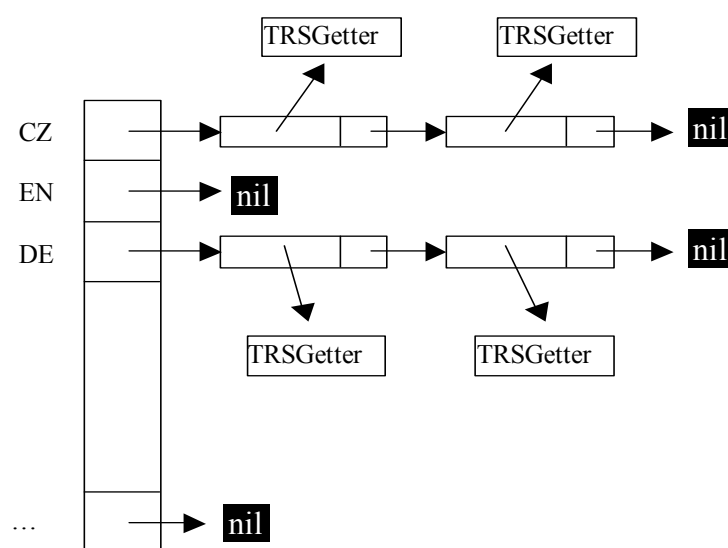 TRSGetter TRSGetter
CZ nil
EN nil
DE nil
TRSGetter TRSGetter
... nil